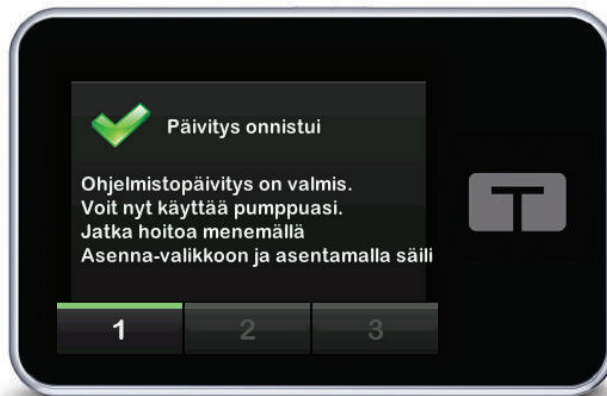 Päivitys onnistui
Ohjelmistopäivitys on valmis.
Voit nyt käyttää pumppuasi.
Jatka hoitoa menemällä
Asenna-valikkoon ja asentamalla säili
1 2 3